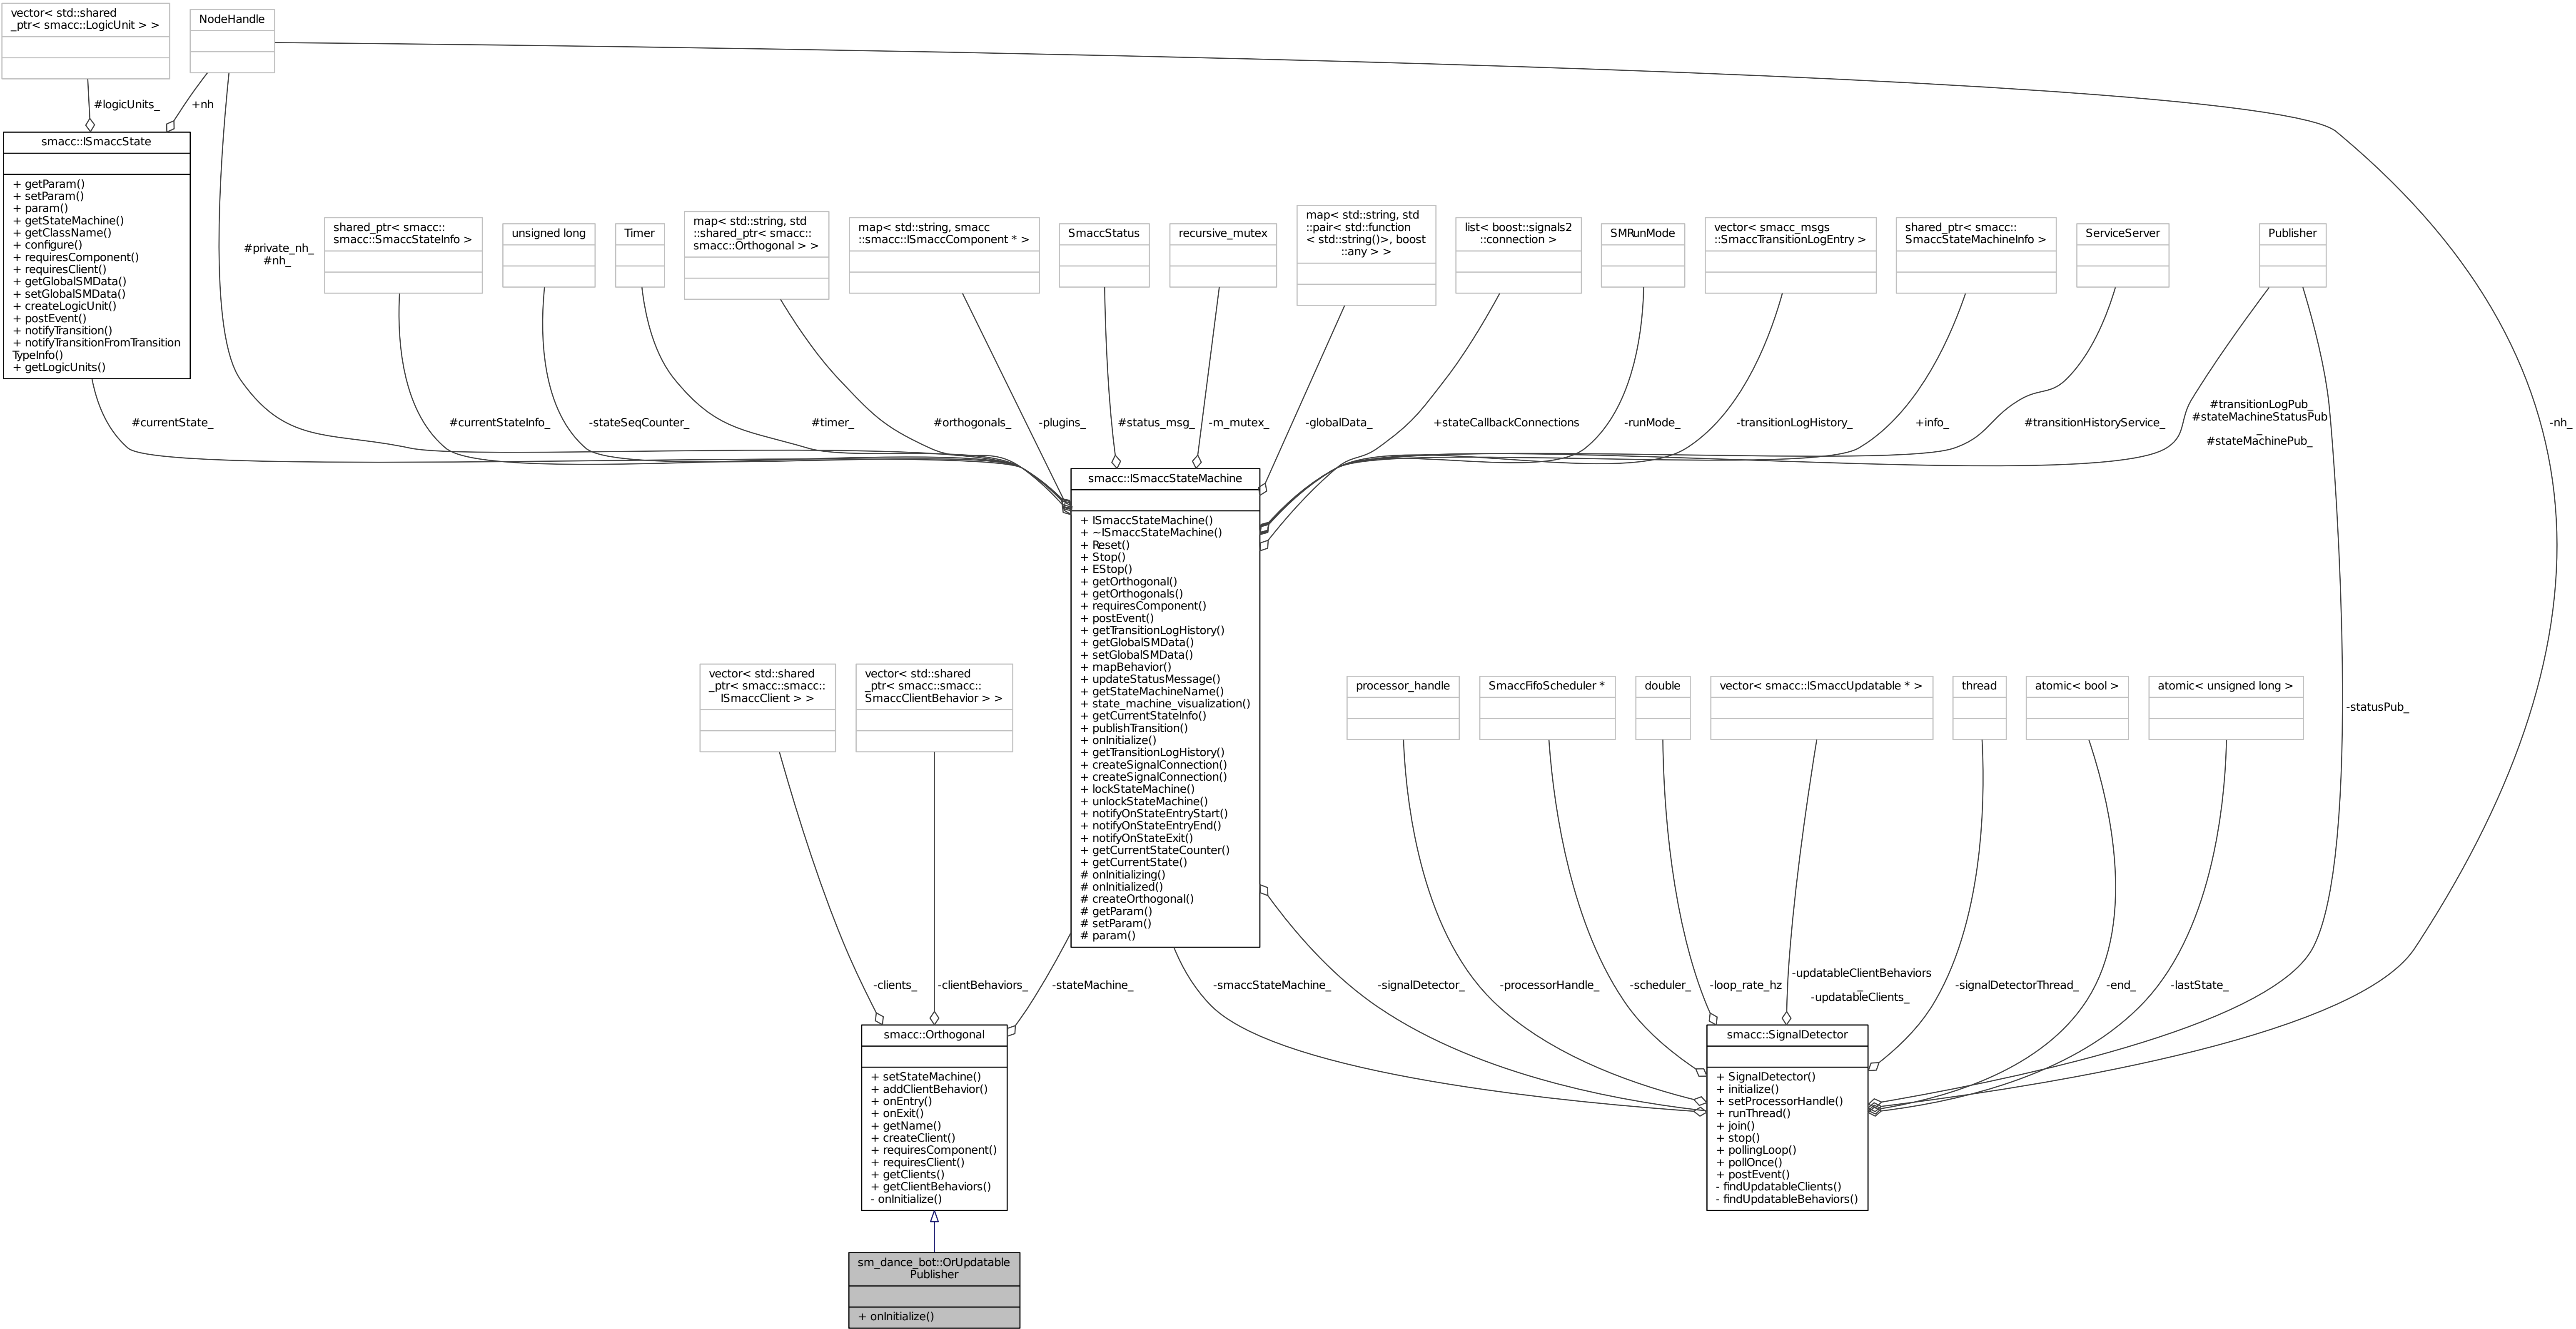 vector< std::shared
_ptr< smacc::LogicUnit > >
NodeHandle
#logicUnits_
+nh
smacc::ISmaccState
+ getParam()
+ setParam()
+ param()
+ getStateMachine()
+ getClassName()
+ configure()
+ requiresComponent()
+ requiresClient()
+ getGlobalSMData()
+ setGlobalSMData()
+ createLogicUnit()
+ postEvent()
+ notifyTransition()
+ notifyTransitionFromTransition
TypeInfo()
+ getLogicUnits()
#private_nh_
#nh_
shared_ptr< smacc::
smacc::SmaccStateInfo >
unsigned long
Timer
map< std::string, std
::shared_ptr< smacc::
smacc::Orthogonal > >
map< std::string, smacc
::smacc::ISmaccComponent * >
SmaccStatus
recursive_mutex
map< std::string, std
::pair< std::function
< std::string()>, boost
::any > >
list< boost::signals2
::connection >
SMRunMode
vector< smacc_msgs
::SmaccTransitionLogEntry >
shared_ptr< smacc::
SmaccStateMachineInfo >
ServiceServer
Publisher
#currentState_
#currentStateInfo_
-stateSeqCounter_
#timer_
#orthogonals_
-plugins_
#status_msg_
-m_mutex_
-globalData_
+stateCallbackConnections
-runMode_
-transitionLogHistory_
+info_
#transitionHistoryService_
#transitionLogPub_
#stateMachineStatusPub
_
#stateMachinePub_
-nh_
smacc::ISmaccStateMachine
+ ISmaccStateMachine()
+ ~ISmaccStateMachine()
+ Reset()
+ Stop()
+ EStop()
+ getOrthogonal()
+ getOrthogonals()
+ requiresComponent()
+ postEvent()
+ getTransitionLogHistory()
+ getGlobalSMData()
+ setGlobalSMData()
+ mapBehavior()
+ updateStatusMessage()
+ getStateMachineName()
+ state_machine_visualization()
+ getCurrentStateInfo()
+ publishTransition()
+ onInitialize()
+ getTransitionLogHistory()
+ createSignalConnection()
+ createSignalConnection()
+ lockStateMachine()
+ unlockStateMachine()
+ notifyOnStateEntryStart()
+ notifyOnStateEntryEnd()
+ notifyOnStateExit()
+ getCurrentStateCounter()
+ getCurrentState()
# onInitializing()
# onInitialized()
# createOrthogonal()
# getParam()
# setParam()
# param()
vector< std::shared
_ptr< smacc::smacc::
ISmaccClient > >
vector< std::shared
_ptr< smacc::smacc::
SmaccClientBehavior > >
processor_handle
SmaccFifoScheduler *
double
vector< smacc::ISmaccUpdatable * >
thread
atomic< bool >
atomic< unsigned long >
-statusPub_
-clients_
-clientBehaviors_
-stateMachine_
-smaccStateMachine_
-signalDetector_
-processorHandle_
-scheduler_
-loop_rate_hz
-updatableClientBehaviors
_
-updatableClients_
-signalDetectorThread_
-end_
-lastState_
smacc::Orthogonal
+ setStateMachine()
+ addClientBehavior()
+ onEntry()
+ onExit()
+ getName()
+ createClient()
+ requiresComponent()
+ requiresClient()
+ getClients()
+ getClientBehaviors()
- onInitialize()
smacc::SignalDetector
+ SignalDetector()
+ initialize()
+ setProcessorHandle()
+ runThread()
+ join()
+ stop()
+ pollingLoop()
+ pollOnce()
+ postEvent()
- findUpdatableClients()
- findUpdatableBehaviors()
sm_dance_bot::OrUpdatable
Publisher
+ onInitialize()